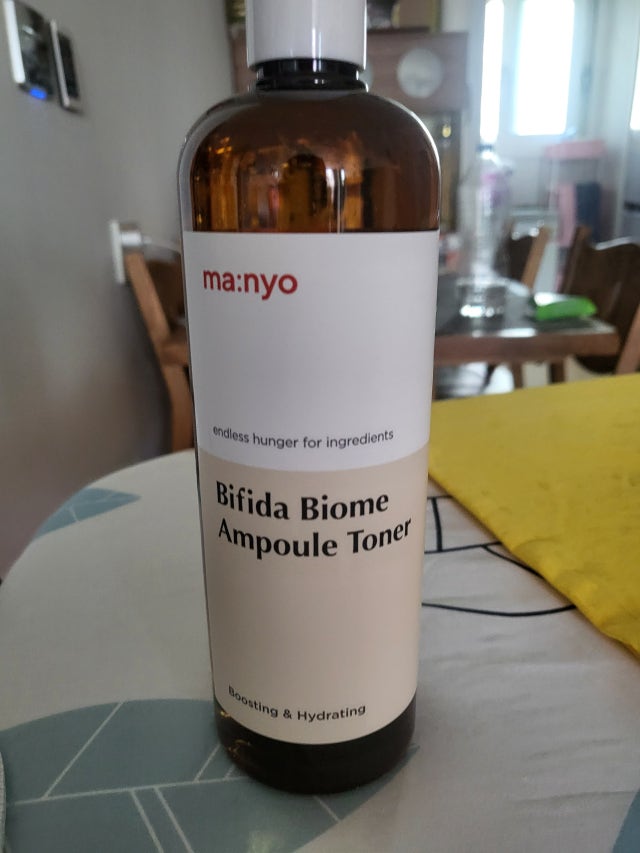 ma:nyo
endless hunger for ingredients
Bifida Biome
Ampoule Toner
Boosting & Hydrating